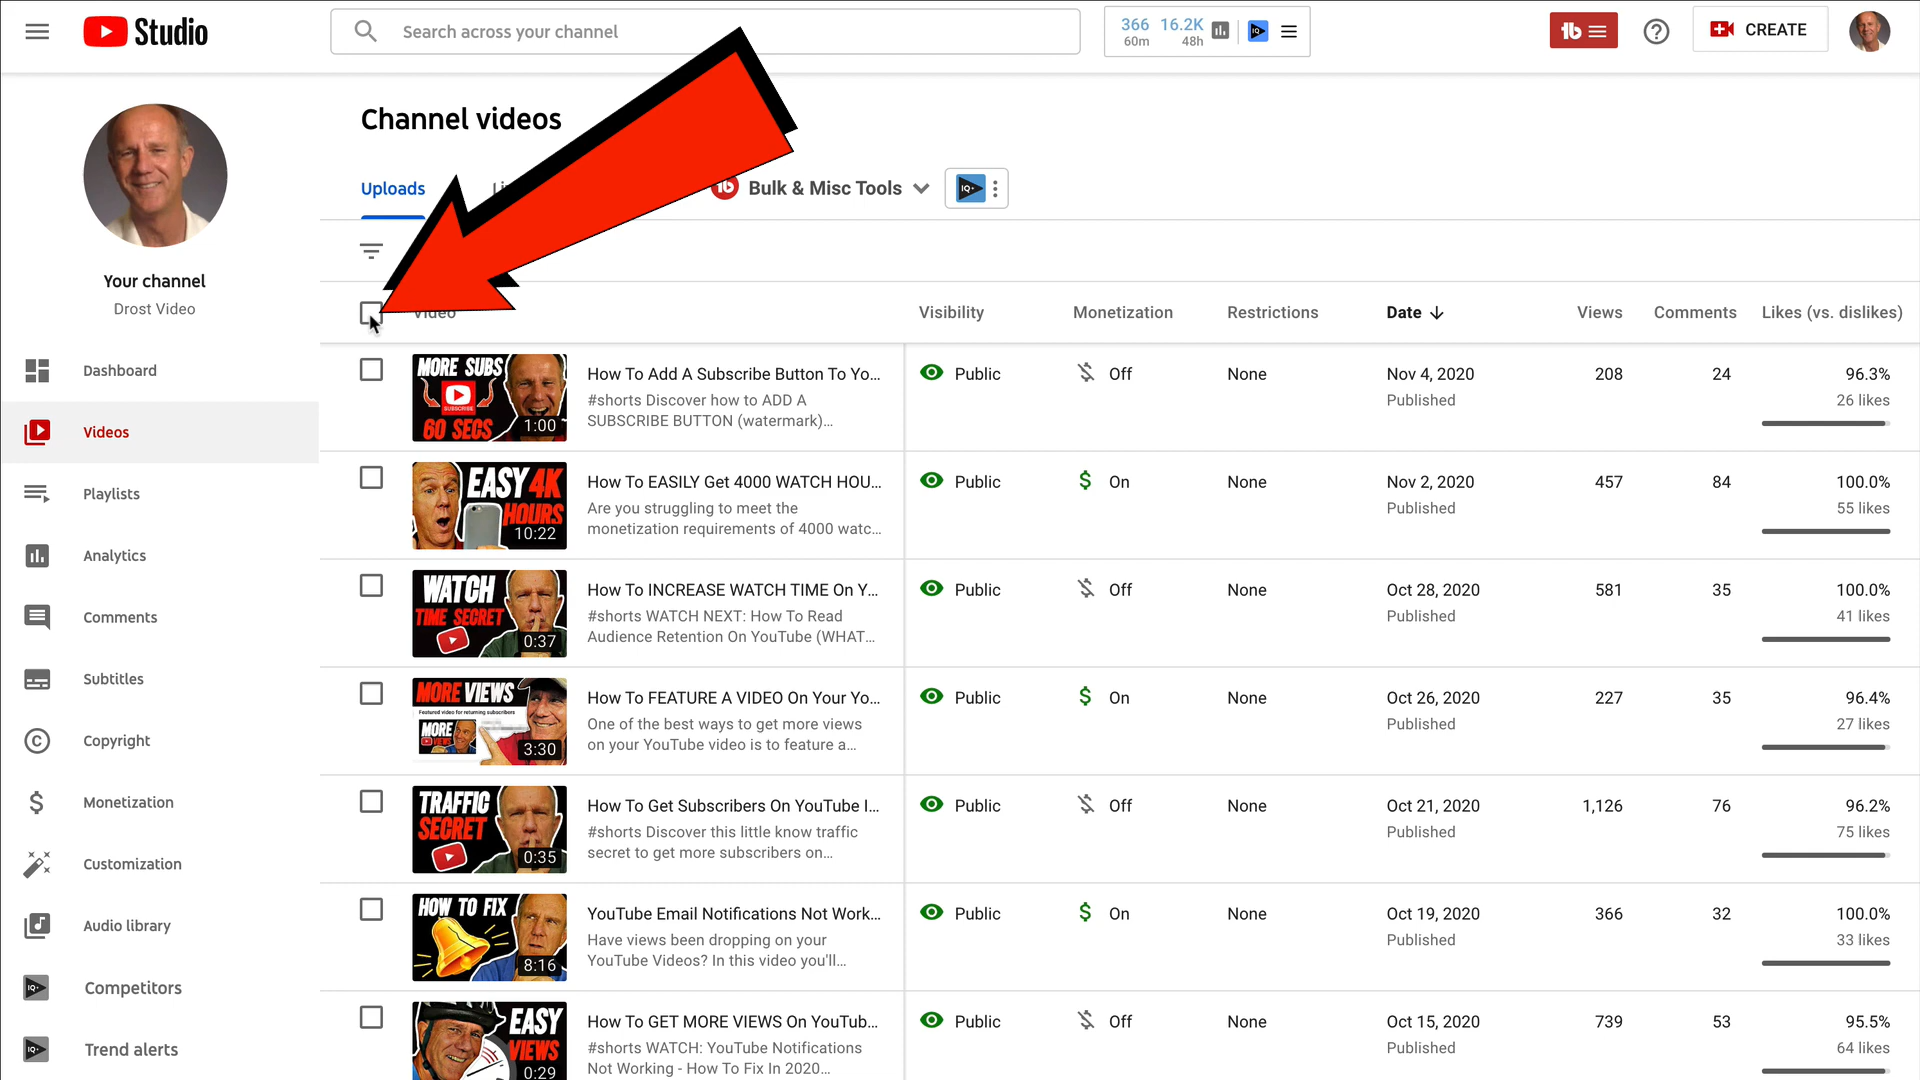 Studio
Search across your channel
366 16.2K
60m 48h
IQ+
tb
?
CREATE
Channel videos
Uploads
Bulk & Misc Tools
IQ+
Your channel
Drost Video
Video
Visibility
Monetization
Restrictions
Date
Views
Comments
Likes (vs. dislikes)
Dashboard
Videos
Playlists
Analytics
Comments
Subtitles
Copyright
Monetization
Customization
Audio library
Competitors
Trend alerts
MORE SUBS
SUBSCRIBE
60 SECS
1:00
How To Add A Subscribe Button To Yo...
#shorts Discover how to ADD A
SUBSCRIBE BUTTON (watermark)...
Public
Off
None
Nov 4, 2020
Published
208
24
96.3%
26 likes
EASY 4K
HOURS
10:22
How To EASILY Get 4000 WATCH HOU...
Are you struggling to meet the
monetization requirements of 4000 watc...
Public
On
None
Nov 2, 2020
Published
457
84
100.0%
55 likes
WATCH
TIME SECRET
0:37
How To INCREASE WATCH TIME On Y...
#shorts WATCH NEXT: How To Read
Audience Retention On YouTube (WHAT...
Public
Off
None
Oct 28, 2020
Published
581
35
100.0%
41 likes
MORE VIEWS
Featured video for returning subscribers
MORE
3:30
How To FEATURE A VIDEO On Your Yo...
One of the best ways to get more views
on your YouTube video is to feature a...
Public
On
None
Oct 26, 2020
Published
227
35
96.4%
27 likes
TRAFFIC
SECRET
0:35
How To Get Subscribers On YouTube I...
#shorts Discover this little know traffic
secret to get more subscribers on...
Public
Off
None
Oct 21, 2020
Published
1,126
76
96.2%
75 likes
HOW TO FIX
8:16
YouTube Email Notifications Not Work...
Have views been dropping on your
YouTube Videos? In this video you'll...
Public
On
None
Oct 19, 2020
Published
366
32
100.0%
33 likes
EASY
VIEWS
0:29
How To GET MORE VIEWS On YouTub...
#shorts WATCH: YouTube Notifications
Not Working - How To Fix In 2020...
Public
Off
None
Oct 15, 2020
Published
739
53
95.5%
64 likes